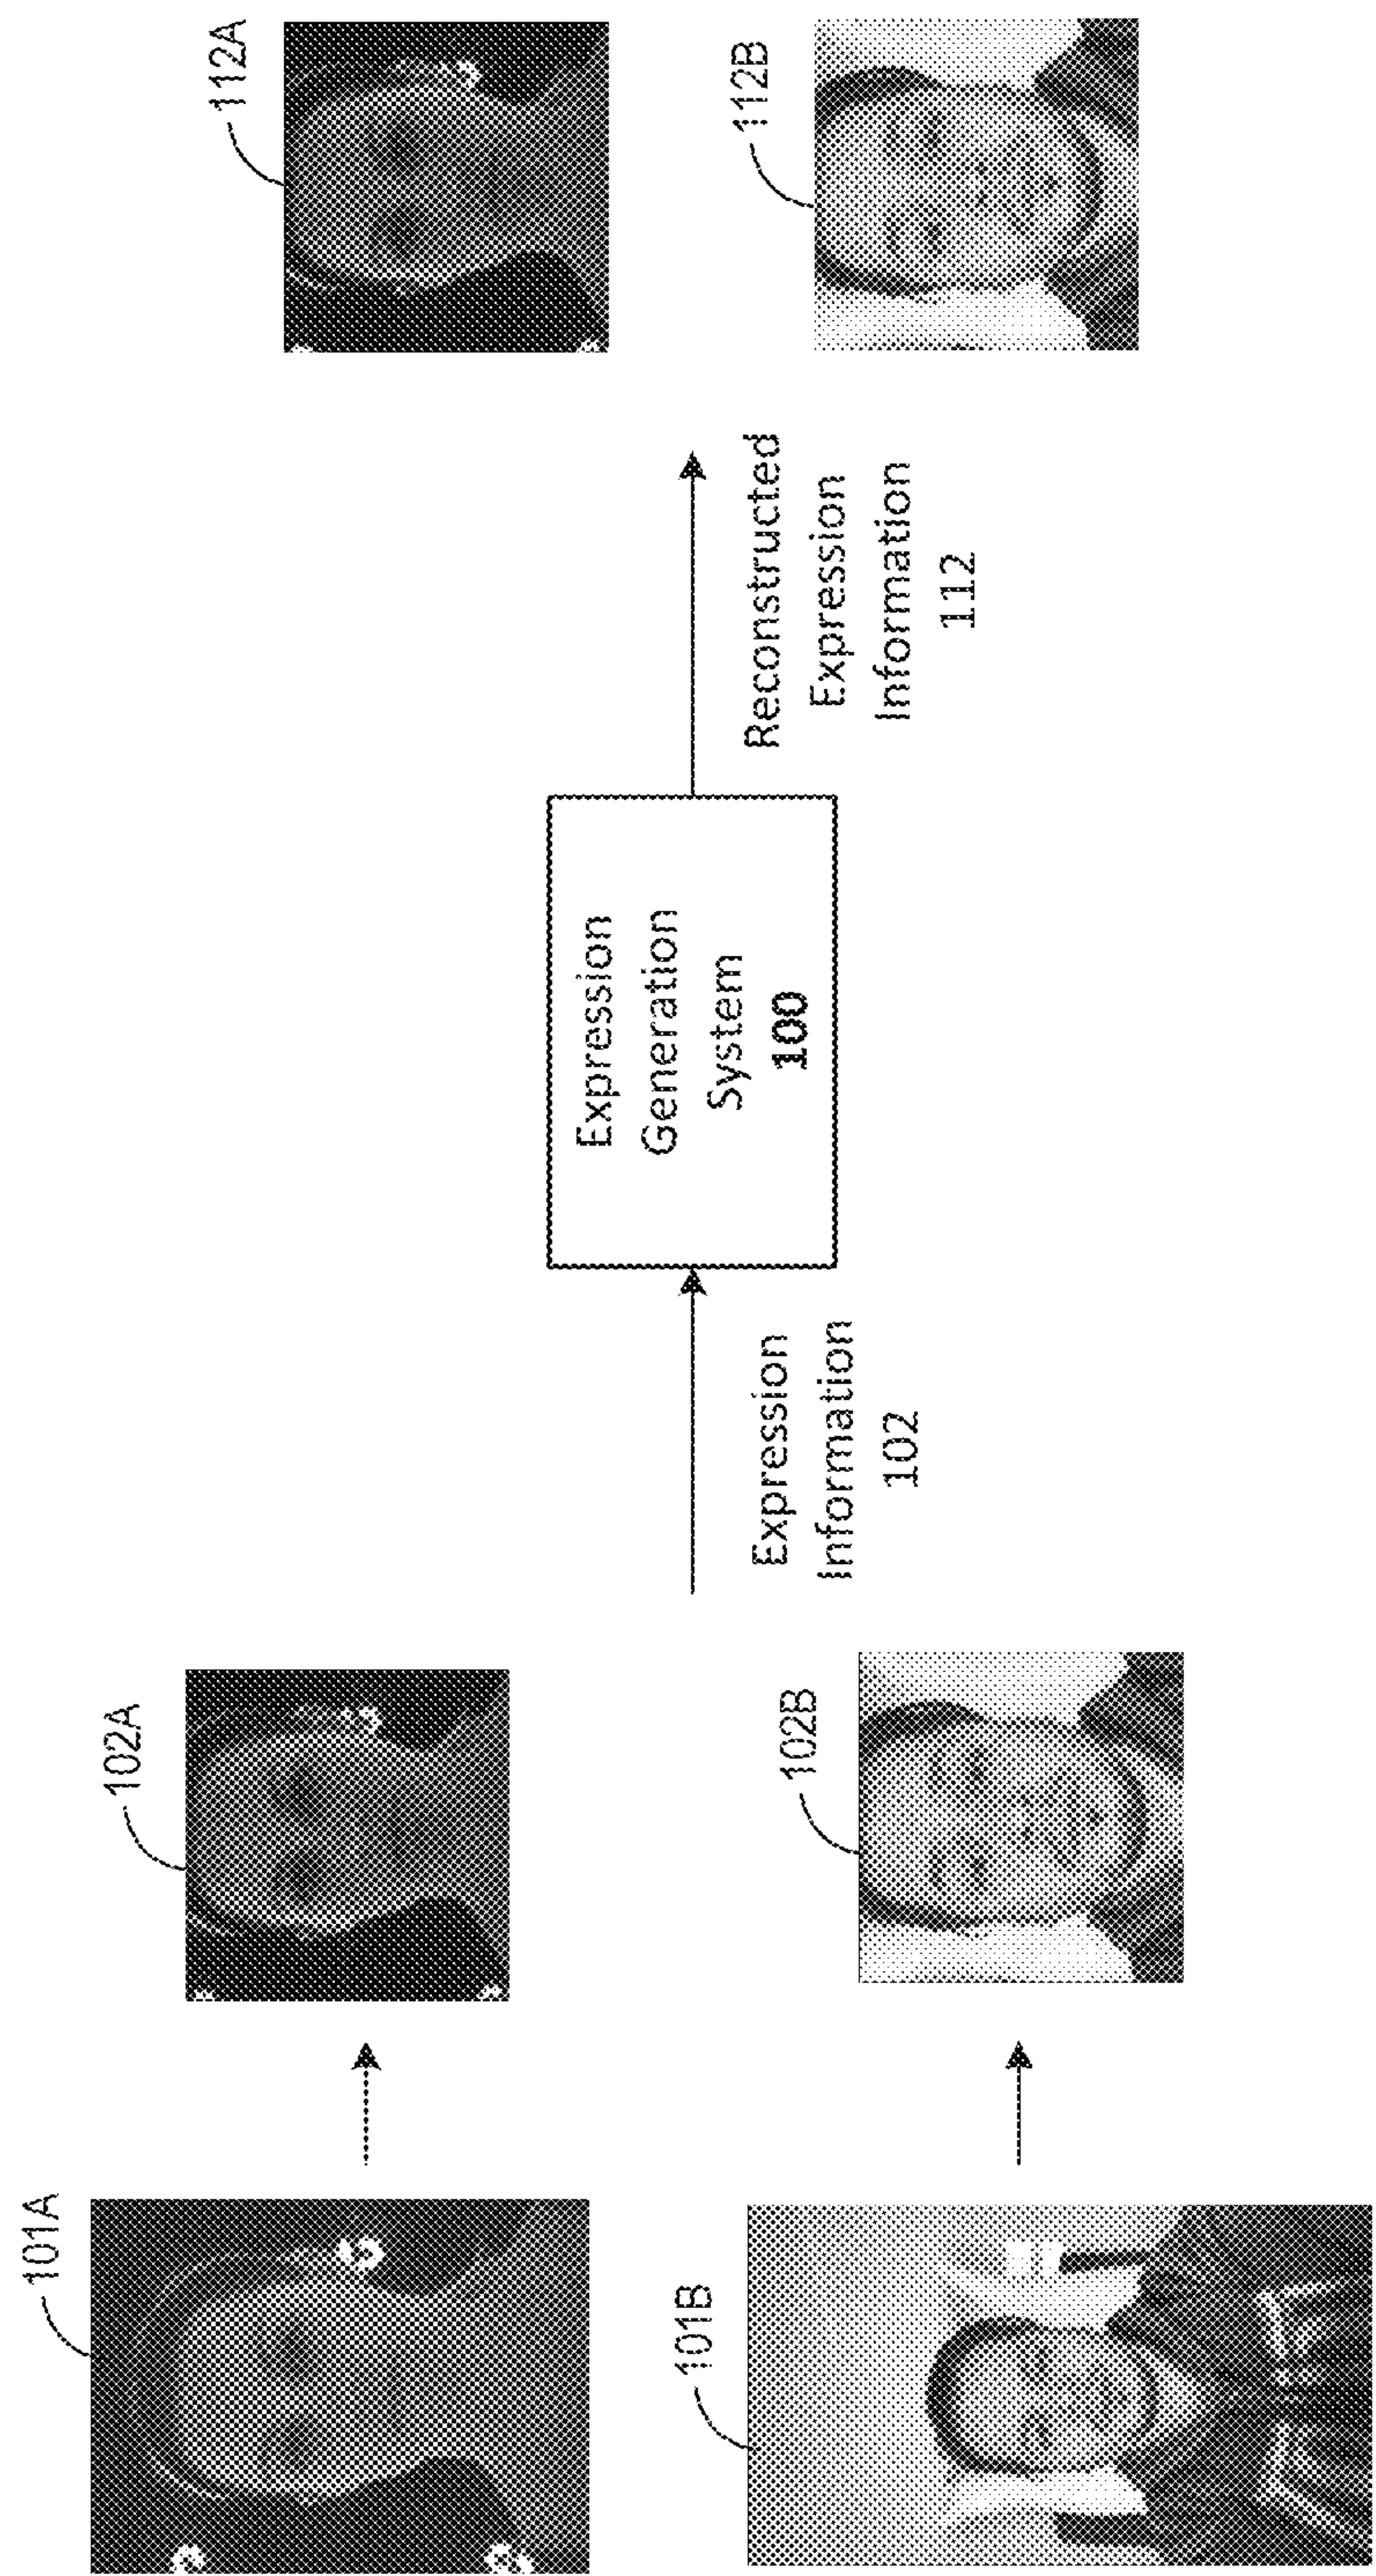 101A
102A
112A
101B
102B
112B
Expression
Information
102
Expression
Generation
System
100
Reconstructed
Expression
Information
112